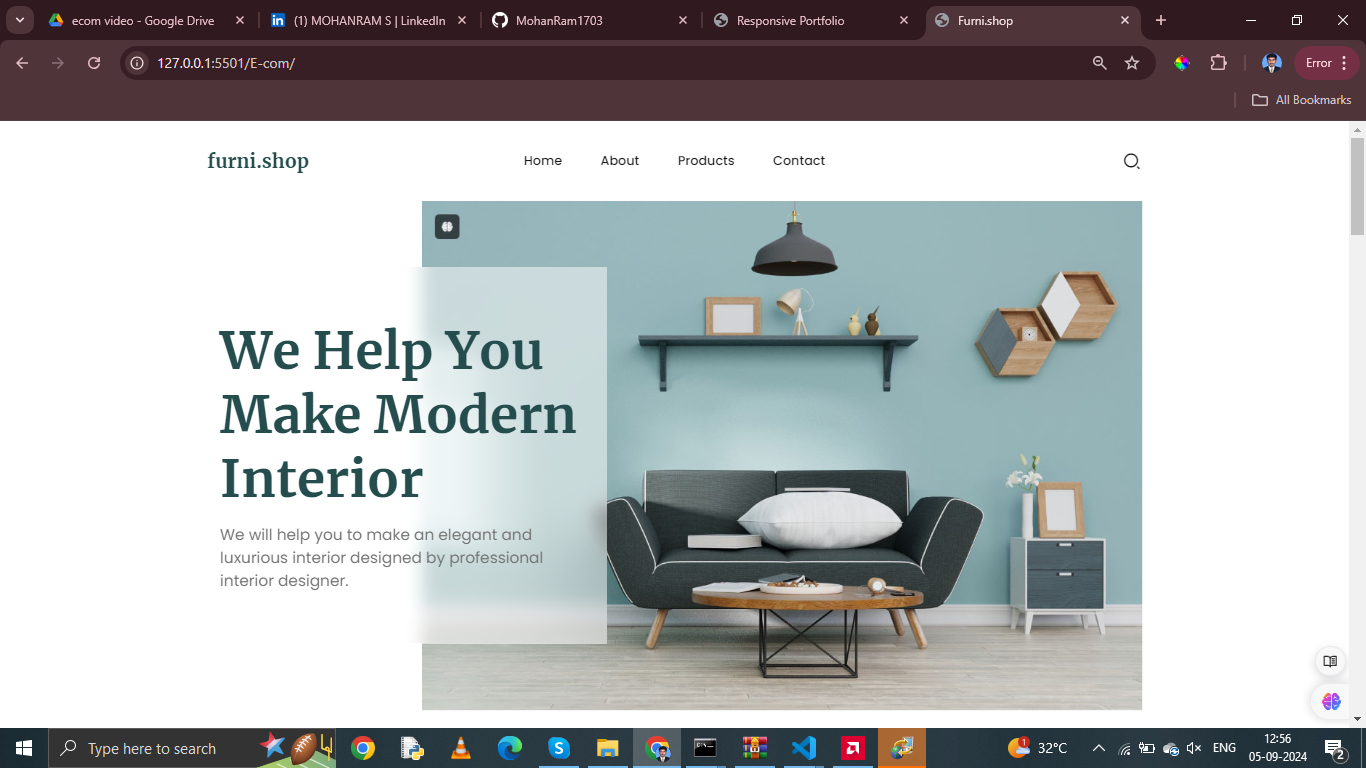 ecom video - Google Drive
(1) MOHANRAM S | LinkedIn
MohanRam1703
Responsive Portfolio
Furni.shop
127.0.0.1:5501/E-com/
Error
All Bookmarks
furni.shop
Home
About
Products
Contact
We Help You
Make Modern
Interior
We will help you to make an elegant and
luxurious interior designed by professional
interior designer.
Type here to search
1
32°C
ENG
12:56
05-09-2024
2